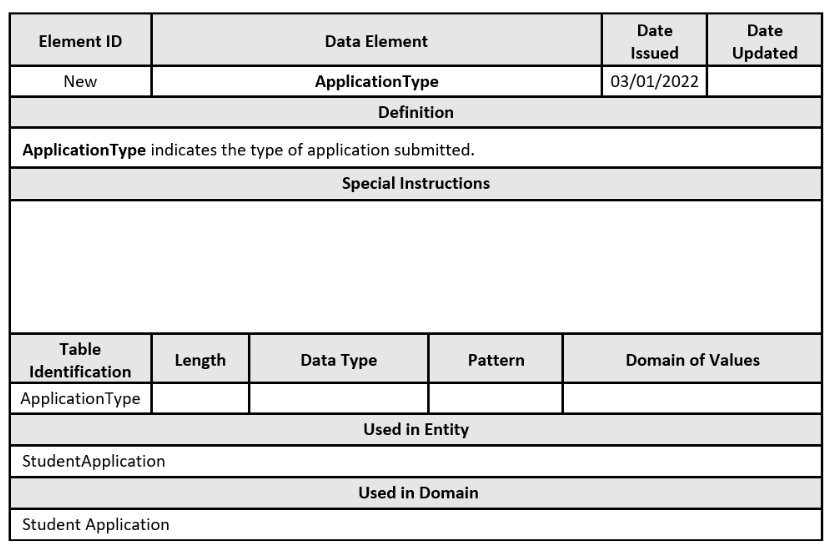 Element ID Data Element Date Issued Date Updated
New ApplicationType 03/01/2022
Definition
ApplicationType indicates the type of application submitted.
Special Instructions
Table Identification Length Data Type Pattern Domain of Values
ApplicationType
Used in Entity
StudentApplication
Used in Domain
Student Application